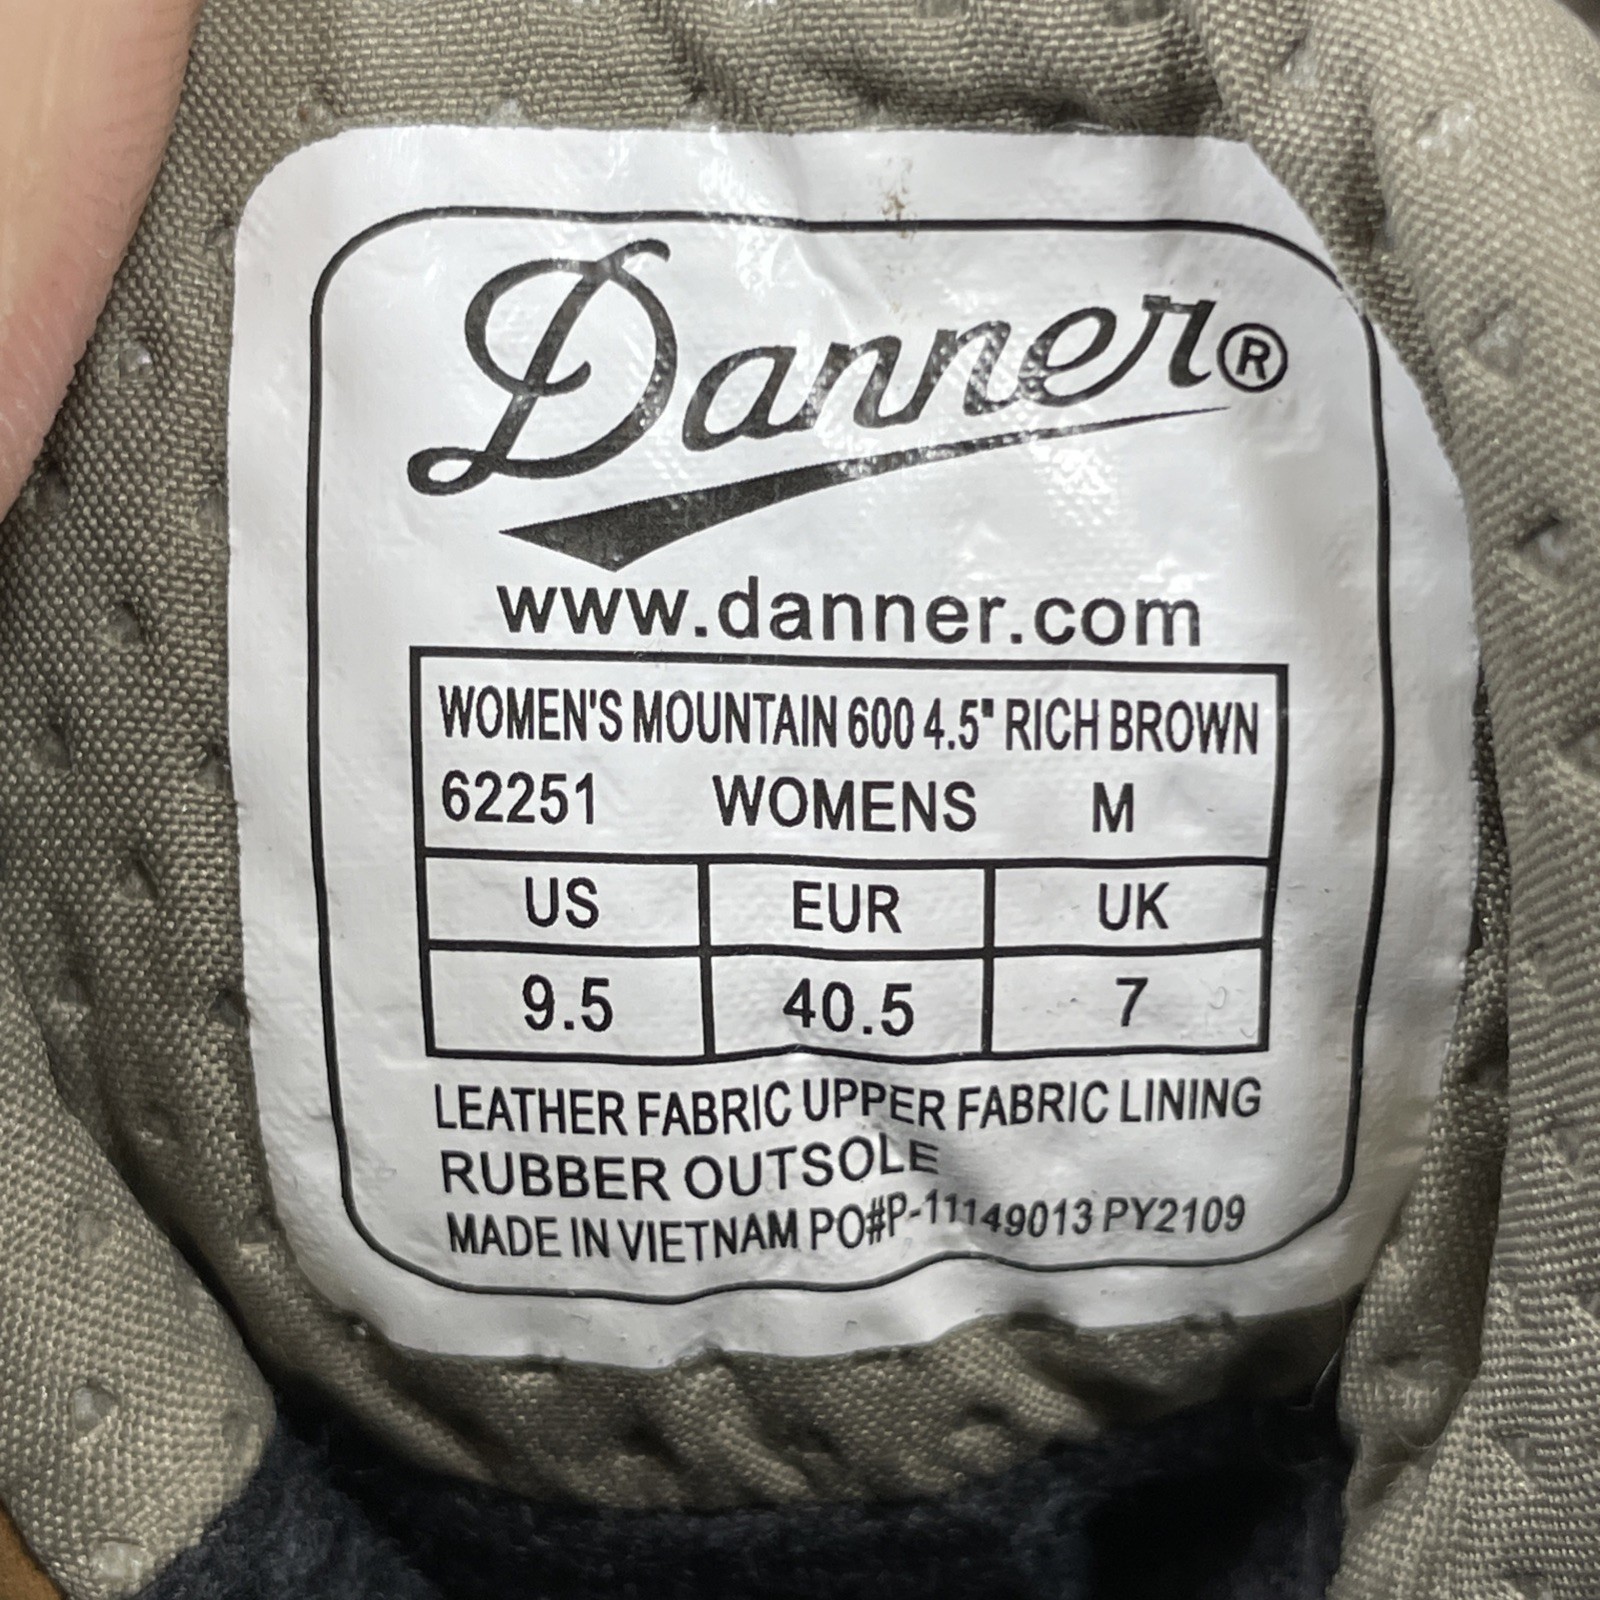 Danner®
www.danner.com
WOMEN'S MOUNTAIN 600 4.5" RICH BROWN
62251 WOMENS M
US EUR UK
9.5 40.5 7
LEATHER FABRIC UPPER FABRIC LINING
RUBBER OUTSOLE
MADE IN VIETNAM PO#P-11149013 PY2109